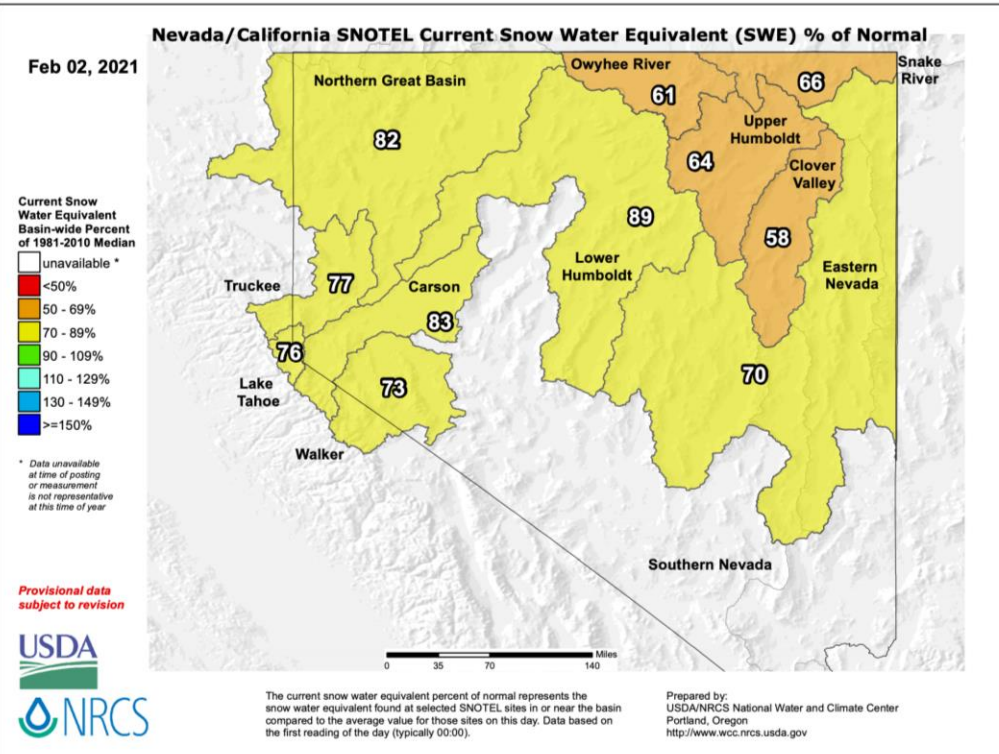 Nevada/California SNOTEL Current Snow Water Equivalent (SWE) % of Normal
Feb 02, 2021
Owyhee River
Snake
River
Northern Great Basin
61
66
82
Upper
Humboldt
64
Clover
Valley
Current Snow
Water Equivalent
Basin-wide Percent
of 1981-2010 Median
unavailable *
<50%
50 - 69%
70 - 89%
90 - 109%
110 - 129%
130 - 149%
>=150%
89
58
Lower
Humboldt
Eastern
Nevada
Truckee
77
Carson
83
76
Lake
Tahoe
73
70
Walker
* Data unavailable
at time of posting
or measurement
is not representative
at this time of year
Southern Nevada
Provisional data
subject to revision
USDA
NRCS
Miles
0 35 70 140
The current snow water equivalent percent of normal represents the
snow water equivalent found at selected SNOTEL sites in or near the basin
compared to the average value for those sites on this day. Data based on
the first reading of the day (typically 00:00).
Prepared by:
USDA/NRCS National Water and Climate Center
Portland, Oregon
http://www.wcc.nrcs.usda.gov